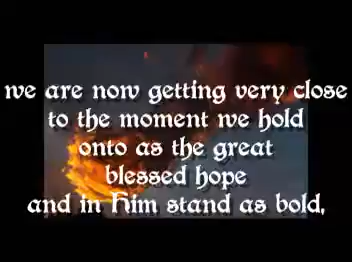 we are now getting very close
to the moment we hold
onto as the great
blessed hope
and in Him stand as bold,